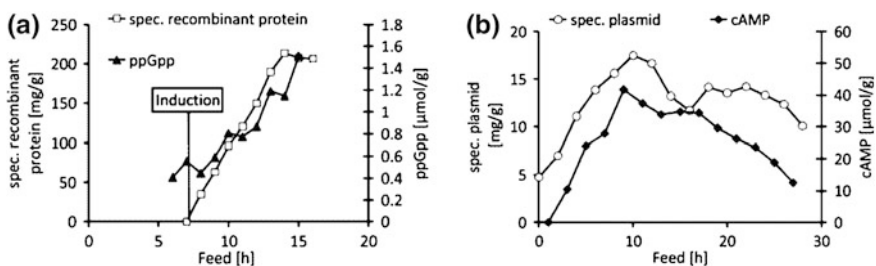 (a)
spec. recombinant protein
ppGpp
250
200
150
100
50
0
1.8
1.6
1.4
1.2
1
0.8
0.6
0.4
0.2
0
spec. recombinant
protein [mg/g]
Induction
ppGpp [µmol/g]
0 5 10 15 20
Feed [h]
(b)
spec. plasmid
cAMP
20
15
10
5
0
60
50
40
30
20
10
0
spec. plasmid
[mg/g]
cAMP [µmol/g]
0 10 20 30
Feed [h]